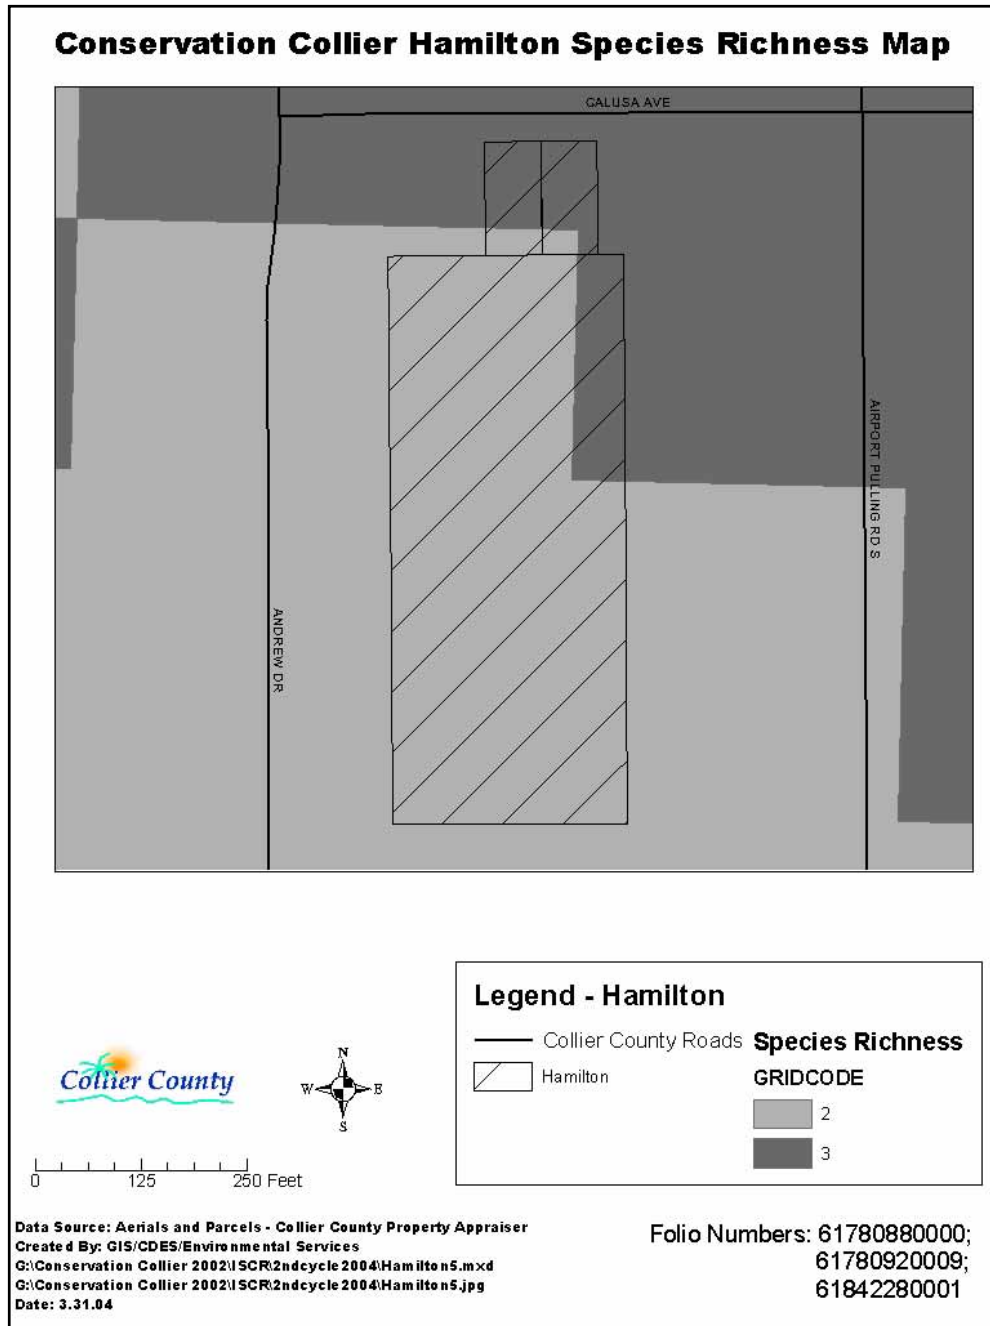 Conservation Collier Hamilton Species Richness Map
CALUSA AVE
AIRPORT PULLING RD S
ANDREW DR
Legend - Hamilton
Collier County Roads
Hamilton
Species Richness
GRIDCODE
2
3
Collier County
N
W
E
S
0 125 250 Feet
Data Source: Aerials and Parcels - Collier County Property Appraiser
Created By: GIS/CDES/Environmental Services
G:\Conservation Collier 2002\ISCR\2ndcycle2004\Hamilton5.mxd
G:\Conservation Collier 2002\ISCR\2ndcycle2004\Hamilton5.jpg
Date: 3.31.04
Folio Numbers: 61780880000;
61780920009;
61842280001